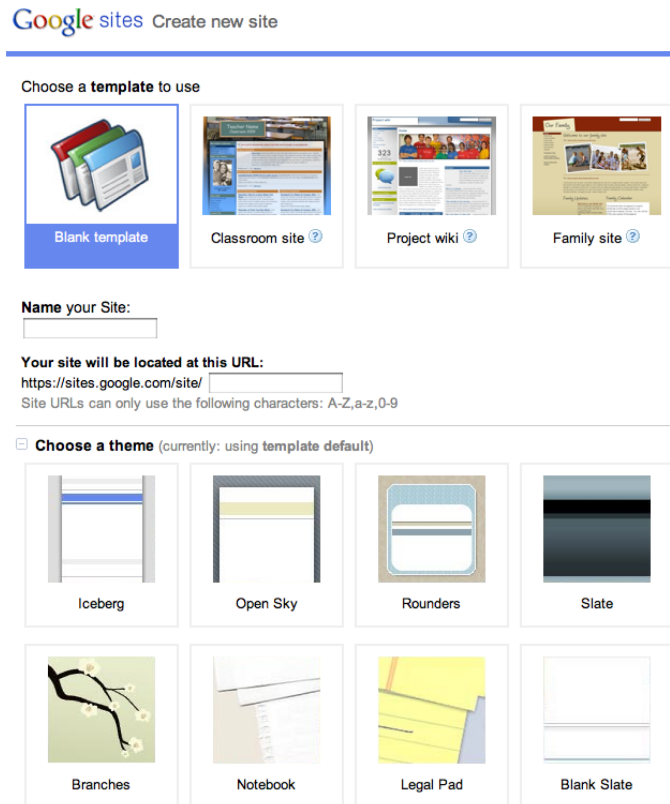 Google sites Create new site
Choose a template to use
Blank template
Classroom site ?
Project wiki ?
Family site ?
Name your Site:
Your site will be located at this URL:
https://sites.google.com/site/
Site URLs can only use the following characters: A-Z,a-z,0-9
Choose a theme (currently: using template default)
Iceberg
Open Sky
Rounders
Slate
Branches
Notebook
Legal Pad
Blank Slate